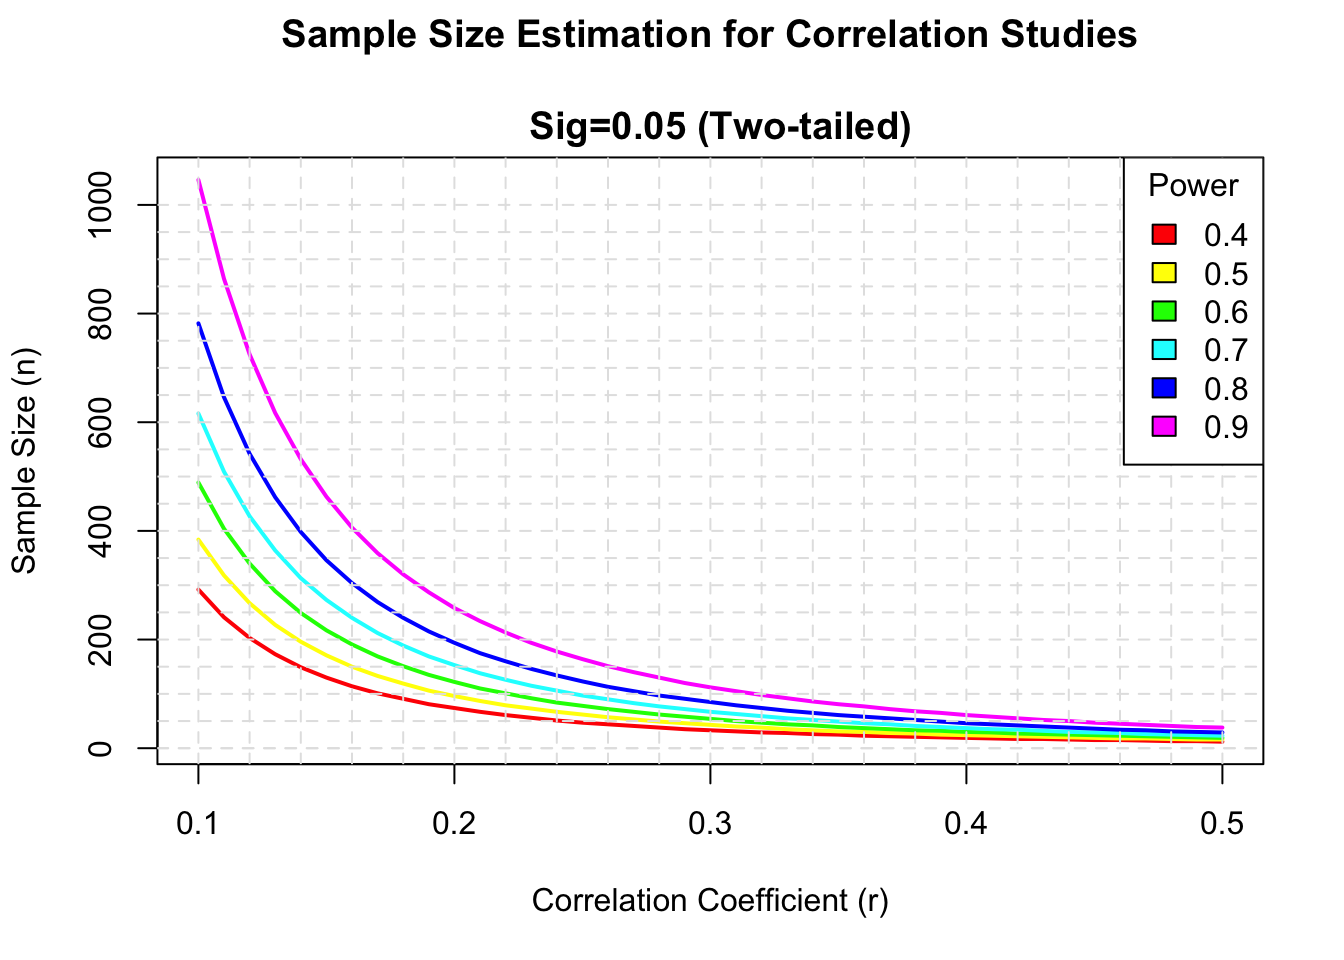 Sample Size Estimation for Correlation Studies
Sig=0.05 (Two-tailed)
Power
0.4
0.5
0.6
0.7
0.8
0.9
Sample Size (n)
1000
800
600
400
200
0
0.1 0.2 0.3 0.4 0.5
Correlation Coefficient (r)